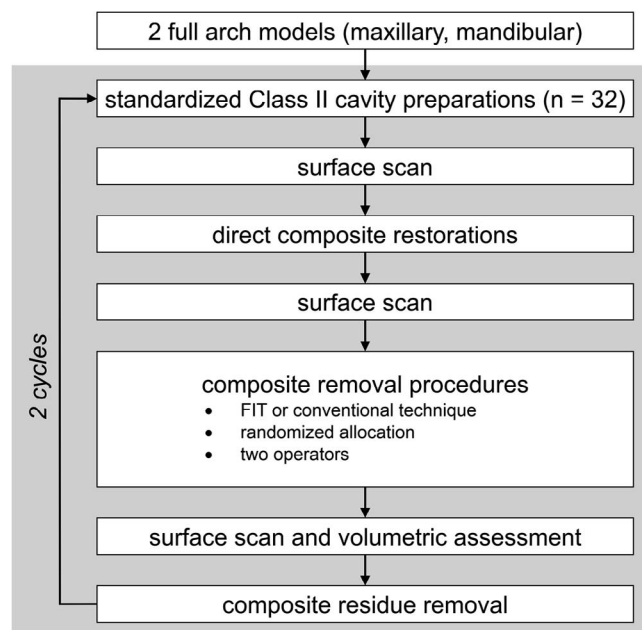 2 full arch models (maxillary, mandibular)
standardized Class II cavity preparations (n = 32)
surface scan
direct composite restorations
surface scan
composite removal procedures
• FIT or conventional technique
• randomized allocation
• two operators
surface scan and volumetric assessment
composite residue removal
2 cycles